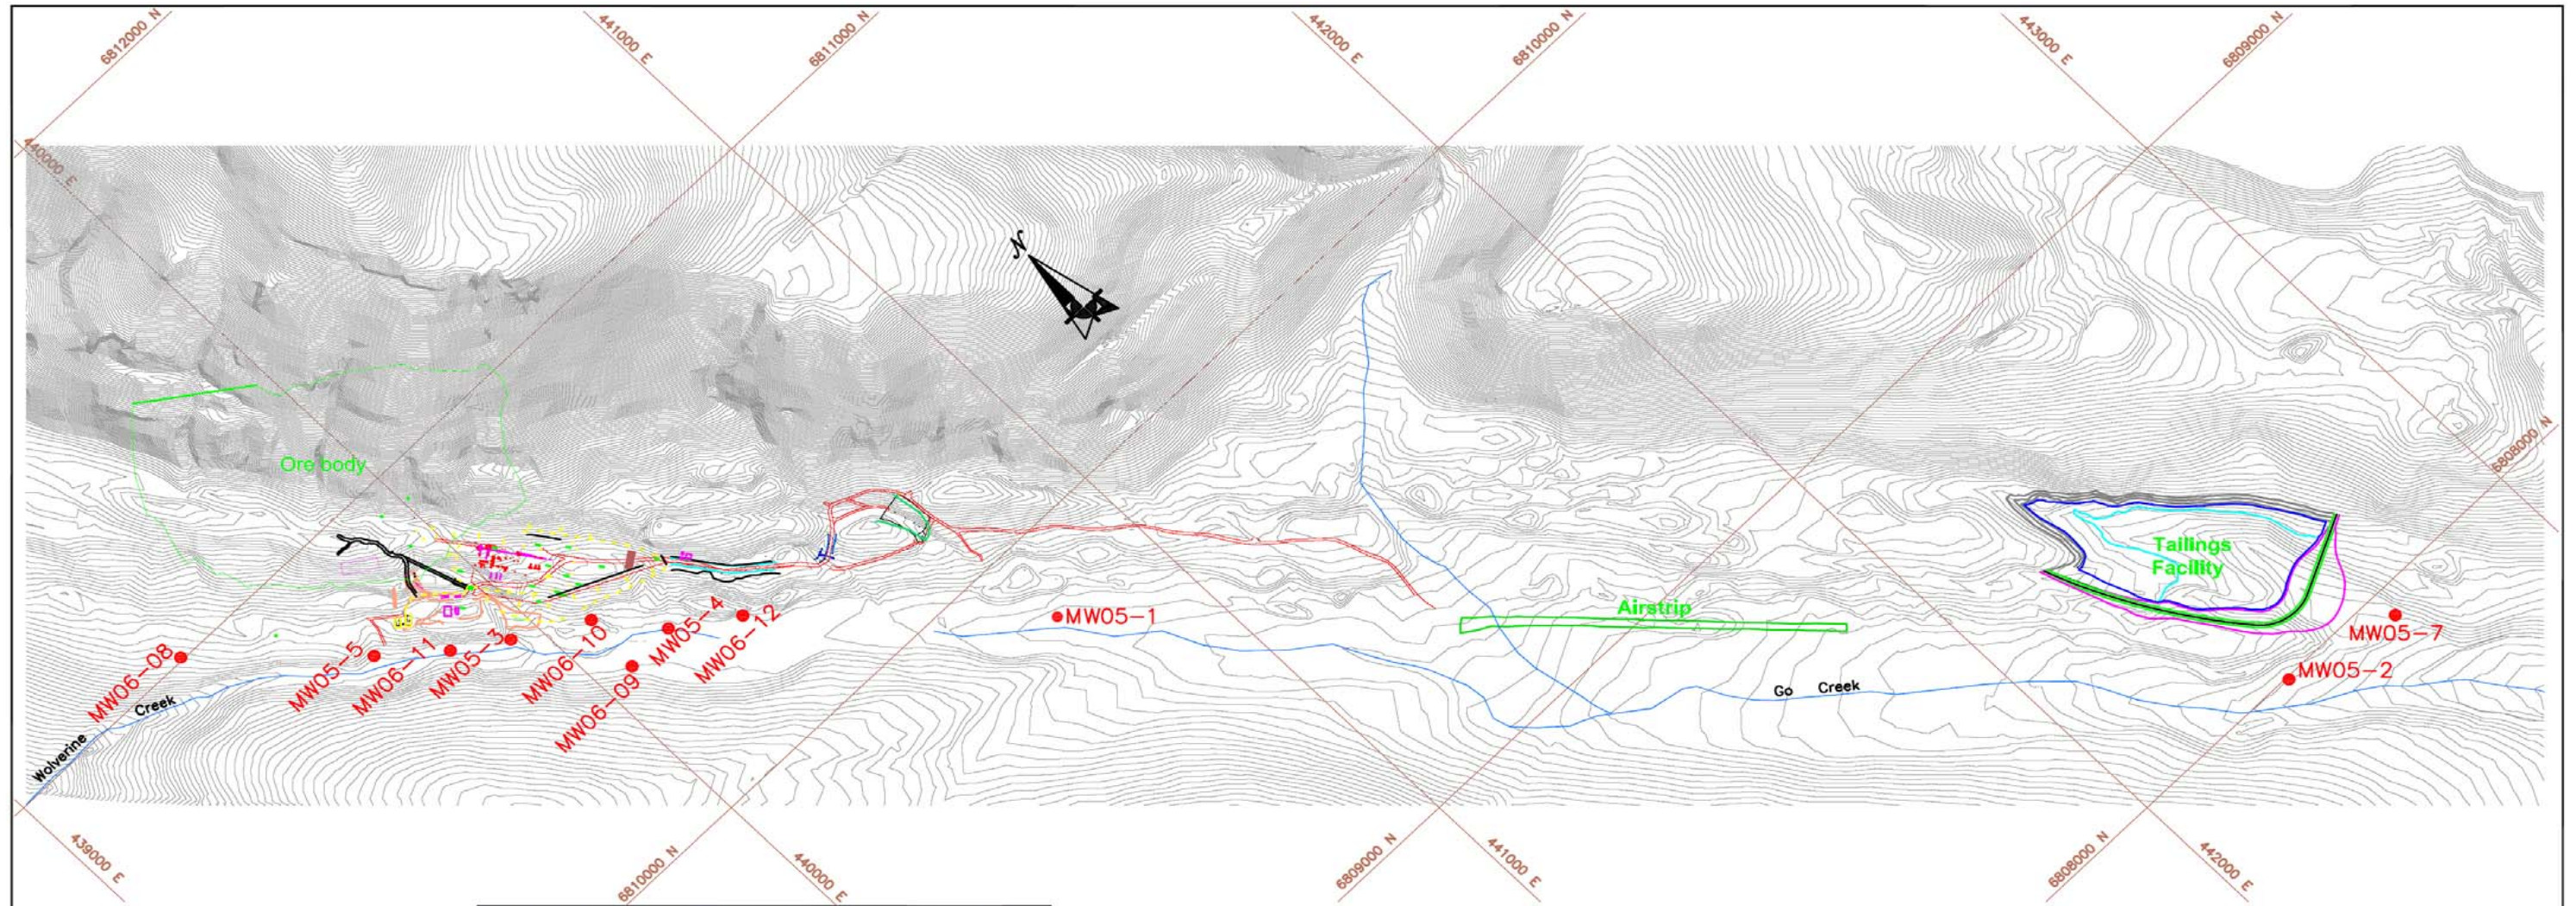 6812000 N
441000 E
6811000 N
442000 E
6810000 N
443000 E
6809000 N
440000 E
N
Ore body
6808000 N
Tailings
Facility
Airstrip
MW05-1
MW05-7
MW05-2
MW06-08
MW05-5
MW06-11
MW05-3
MW06-10
MW06-09
MW05-4
MW06-12
Wolverine Creek
Go Creek
439000 E
6810000 N
440000 E
6809000 N
441000 E
6808000 N
442000 E